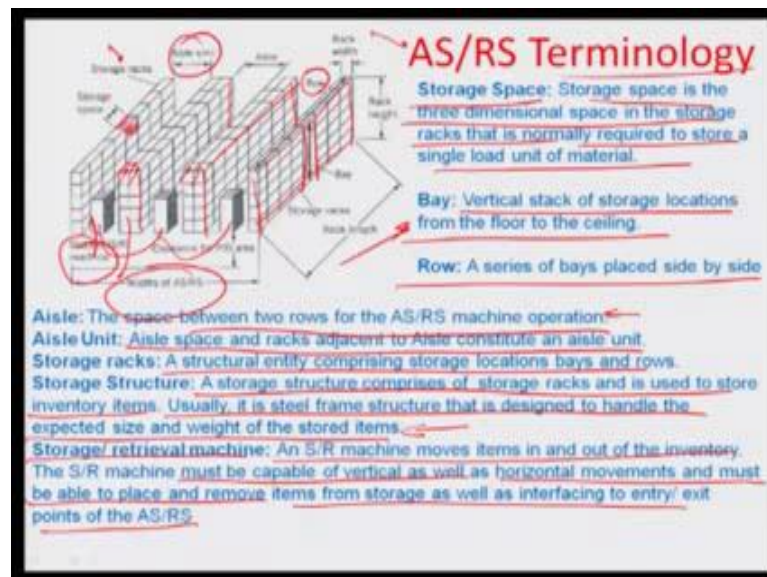 AS/RS Terminology
Storage Space: Storage space is the
three dimensional space in the storage
racks that is normally required to store a
single load unit of material.
Bay: Vertical stack of storage locations
from the floor to the ceiling.
Row: A series of bays placed side by side
Rack
width
Aisle unit
Aisle
Row
Storage racks
Storage
space
Rack
height
Bay
Storage racks
Rack length
machine
area
Width of AS/RS
Aisle: The space between two rows for the AS/RS machine operation.
Aisle Unit: Aisle space and racks adjacent to Aisle constitute an aisle unit.
Storage racks: A structural entity comprising storage locations bays and rows.
Storage Structure: A storage structure comprises of storage racks and is used to store
inventory items. Usually, it is steel frame structure that is designed to handle the
expected size and weight of the stored items.
Storage/ retrieval machine: An S/R machine moves items in and out of the inventory.
The S/R machine must be capable of vertical as well as horizontal movements and must
be able to place and remove items from storage as well as interfacing to entry/ exit
points of the AS/RS